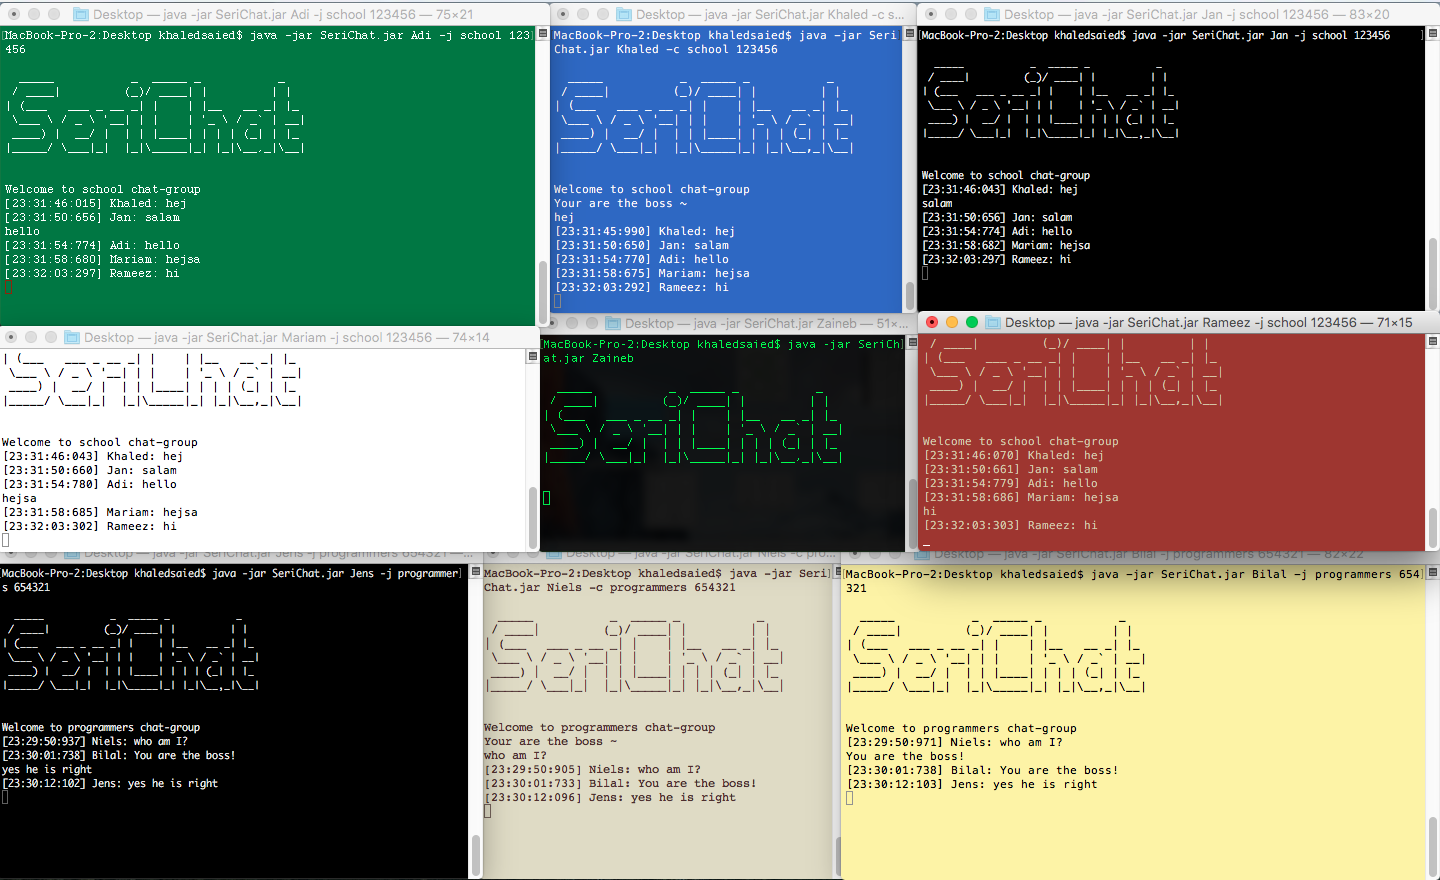 Desktop — java -jar SeriChat.jar Adi -j school 123456 — 75×21
MacBook-Pro-2:Desktop khaledsaied$ java -jar SeriChat.jar Adi -j school 123
456
SeriChat
Welcome to school chat-group
[23:31:46:015] Khaled: hej
[23:31:50:656] Jan: salam
hello
[23:31:54:774] Adi: hello
[23:31:58:680] Mariam: hejsa
[23:32:03:297] Rameez: hi
Desktop — java -jar SeriChat.jar Khaled -c s...
MacBook-Pro-2:Desktop khaledsaied$ java -jar Seri
Chat.jar Khaled -c school 123456
SeriChat
Welcome to school chat-group
Your are the boss ~
hej
[23:31:45:990] Khaled: hej
[23:31:50:650] Jan: salam
[23:31:54:770] Adi: hello
[23:31:58:675] Mariam: hejsa
[23:32:03:292] Rameez: hi
Desktop — java -jar SeriChat.jar Jan -j school 123456 — 83×20
MacBook-Pro-2:Desktop khaledsaied$ java -jar SeriChat.jar Jan -j school 123456
SeriChat
Welcome to school chat-group
[23:31:46:043] Khaled: hej
salam
[23:31:50:656] Jan: salam
[23:31:54:774] Adi: hello
[23:31:58:682] Mariam: hejsa
[23:32:03:297] Rameez: hi
Desktop — java -jar SeriChat.jar Mariam -j school 123456 — 74×14
SeriChat
Welcome to school chat-group
[23:31:46:043] Khaled: hej
[23:31:50:660] Jan: salam
[23:31:54:780] Adi: hello
hejsa
[23:31:58:685] Mariam: hejsa
[23:32:03:302] Rameez: hi
Desktop — java -jar SeriChat.jar Zaineb — 51×...
MacBook-Pro-2:Desktop khaledsaied$ java -jar SeriCh
at.jar Zaineb
SeriChat
Desktop — java -jar SeriChat.jar Rameez -j school 123456 — 71×15
SeriChat
Welcome to school chat-group
[23:31:46:070] Khaled: hej
[23:31:50:661] Jan: salam
[23:31:54:779] Adi: hello
[23:31:58:686] Mariam: hejsa
hi
[23:32:03:303] Rameez: hi
Desktop — java -jar SeriChat.jar Jens -j programmers 654321 —...
MacBook-Pro-2:Desktop khaledsaied$ java -jar SeriChat.jar Jens -j programmer
s 654321
SeriChat
Welcome to programmers chat-group
[23:29:50:937] Niels: who am I?
[23:30:01:738] Bilal: You are the boss!
yes he is right
[23:30:12:102] Jens: yes he is right
Desktop — java -jar SeriChat.jar Niels -c pro...
MacBook-Pro-2:Desktop khaledsaied$ java -jar Seri
Chat.jar Niels -c programmers 654321
SeriChat
Welcome to programmers chat-group
Your are the boss ~
who am I?
[23:29:50:905] Niels: who am I?
[23:30:01:733] Bilal: You are the boss!
[23:30:12:096] Jens: yes he is right
Desktop — java -jar SeriChat.jar Bilal -j programmers 654321 — 82×22
MacBook-Pro-2:Desktop khaledsaied$ java -jar SeriChat.jar Bilal -j programmers 654
321
SeriChat
Welcome to programmers chat-group
[23:29:50:971] Niels: who am I?
You are the boss!
[23:30:01:738] Bilal: You are the boss!
[23:30:12:103] Jens: yes he is right